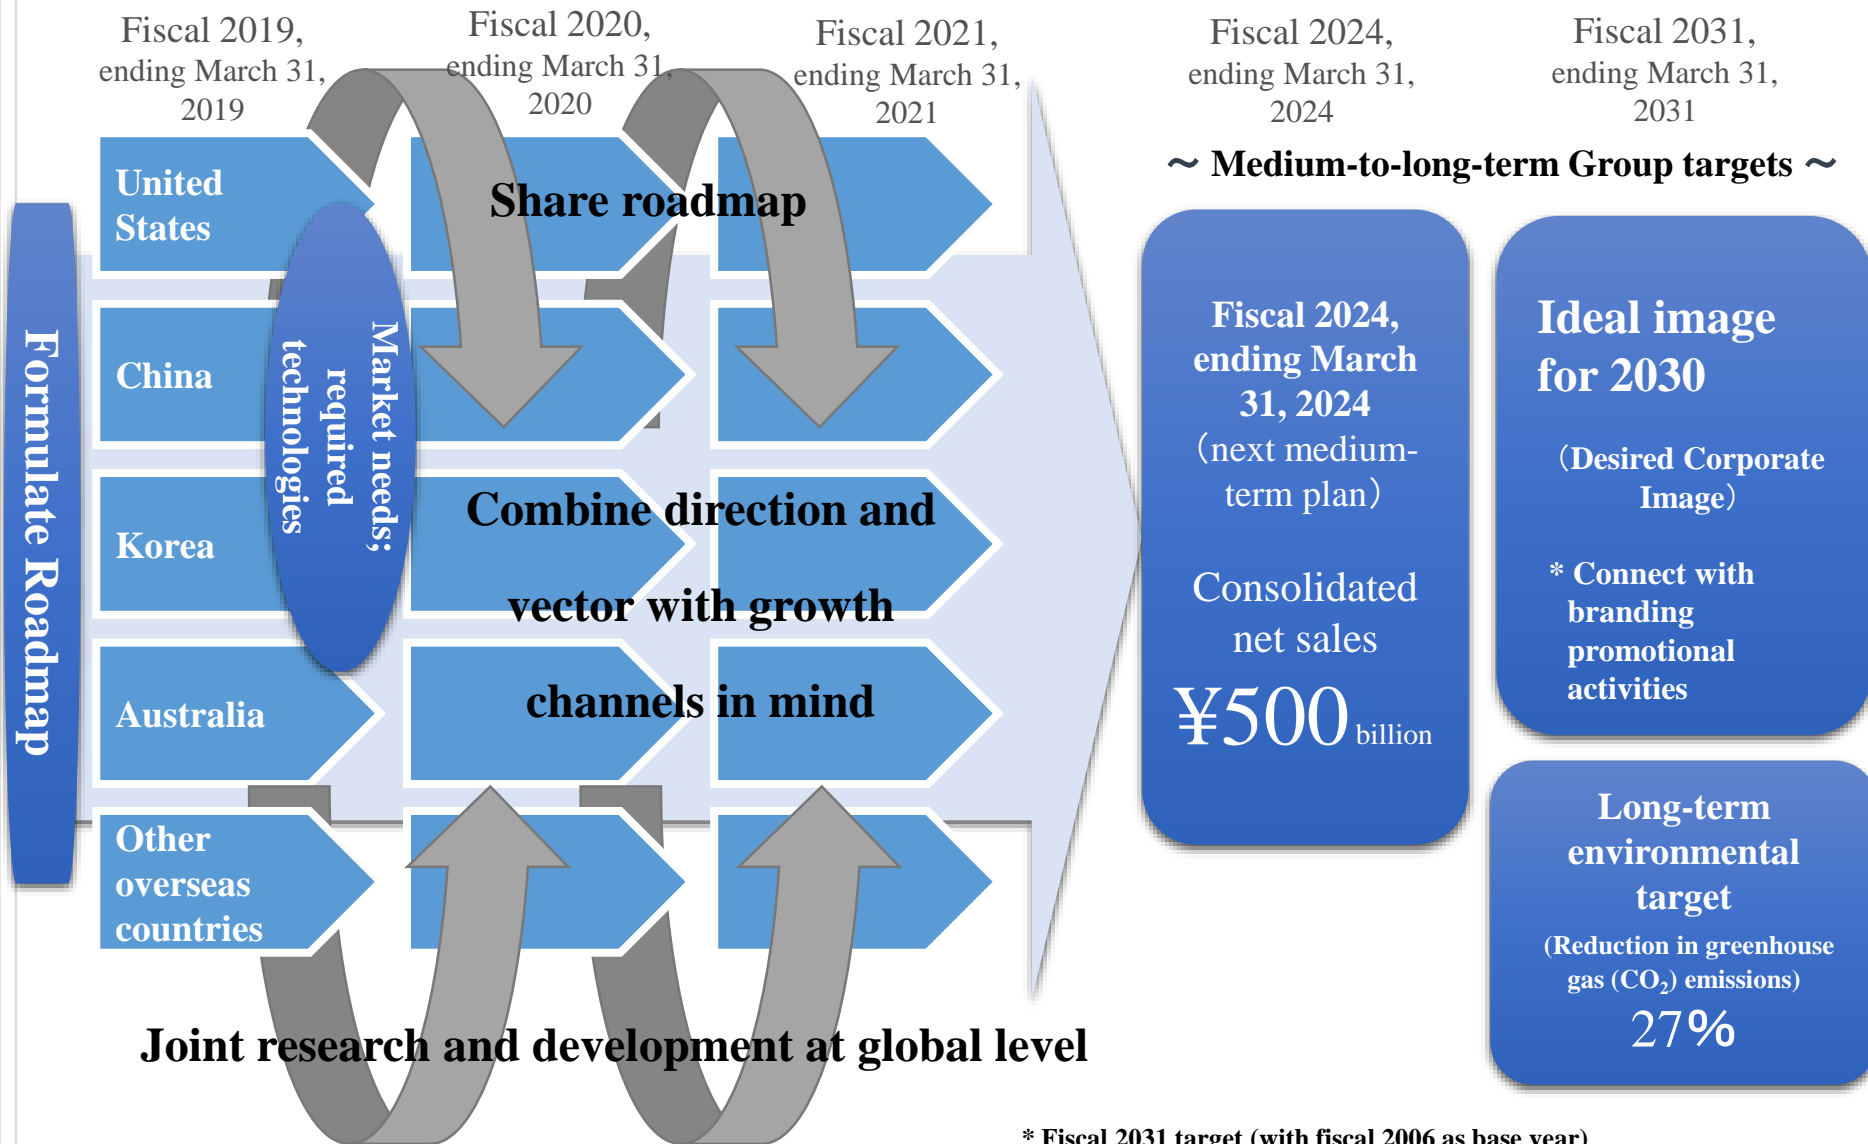 Fiscal 2019,
ending March 31,
2019
Fiscal 2020,
ending March 31,
2020
Fiscal 2021,
ending March 31,
2021
Fiscal 2024,
ending March 31,
2024
Fiscal 2031,
ending March 31,
2031
～ Medium-to-long-term Group targets ～
Formulate Roadmap
United
States
China
Korea
Australia
Other
overseas
countries
Market needs;
required
technologies
Share roadmap
Combine direction and
vector with growth
channels in mind
Joint research and development at global level
Fiscal 2024,
ending March
31, 2024
（next medium-
term plan）
Consolidated
net sales
¥500 billion
Ideal image
for 2030
（Desired Corporate
Image）
* Connect with
branding
promotional
activities
Long-term
environmental
target
(Reduction in greenhouse
gas (CO₂) emissions)
27%
* Fiscal 2031 target (with fiscal 2006 as base year)